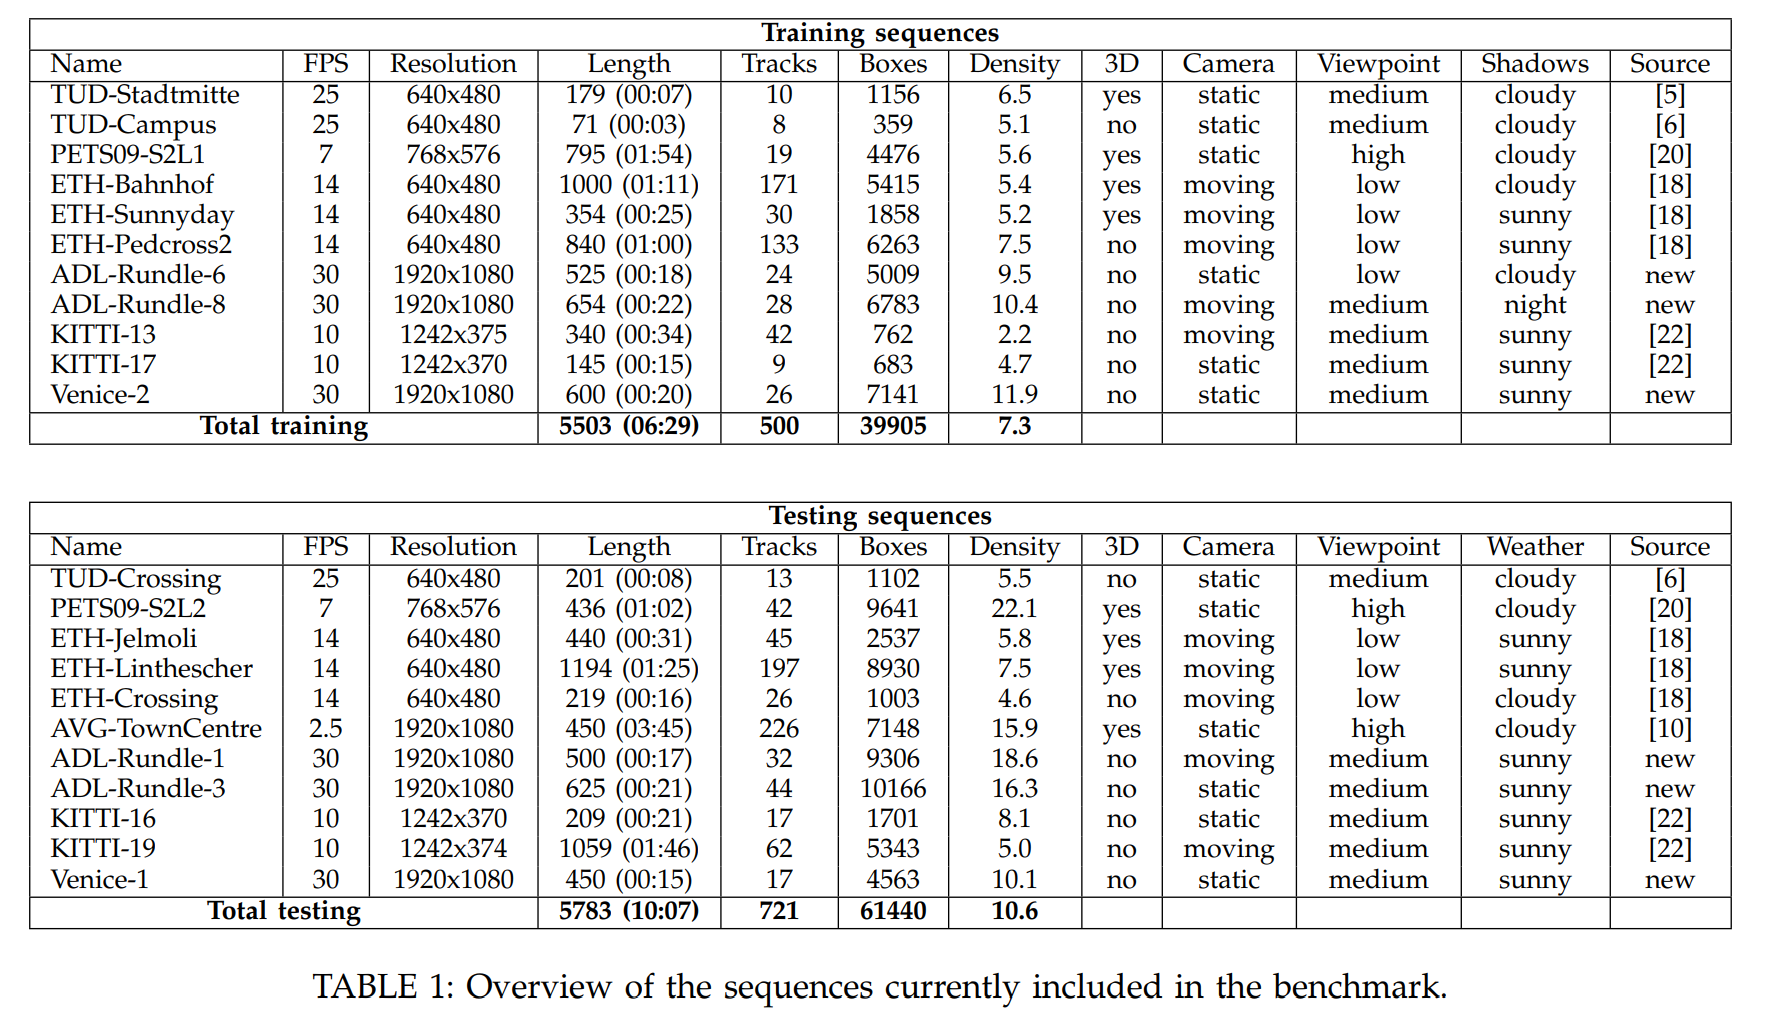 Training sequences
Name FPS Resolution Length Tracks Boxes Density 3D Camera Viewpoint Shadows Source
TUD-Stadtmitte 25 640x480 179 (00:07) 10 1156 6.5 yes static medium cloudy [5]
TUD-Campus 25 640x480 71 (00:03) 8 359 5.1 no static medium cloudy [6]
PETS09-S2L1 7 768x576 795 (01:54) 19 4476 5.6 yes static high cloudy [20]
ETH-Bahnhof 14 640x480 1000 (01:11) 171 5415 5.4 yes moving low cloudy [18]
ETH-Sunnyday 14 640x480 354 (00:25) 30 1858 5.2 yes moving low sunny [18]
ETH-Pedcross2 14 640x480 840 (01:00) 133 6263 7.5 no moving low sunny [18]
ADL-Rundle-6 30 1920x1080 525 (00:18) 24 5009 9.5 no static low cloudy new
ADL-Rundle-8 30 1920x1080 654 (00:22) 28 6783 10.4 no moving medium night new
KITTI-13 10 1242x375 340 (00:34) 42 762 2.2 no moving medium sunny [22]
KITTI-17 10 1242x370 145 (00:15) 9 683 4.7 no static medium sunny [22]
Venice-2 30 1920x1080 600 (00:20) 26 7141 11.9 no static medium sunny new
Total training 5503 (06:29) 500 39905 7.3
Testing sequences
Name FPS Resolution Length Tracks Boxes Density 3D Camera Viewpoint Weather Source
TUD-Crossing 25 640x480 201 (00:08) 13 1102 5.5 no static medium cloudy [6]
PETS09-S2L2 7 768x576 436 (01:02) 42 9641 22.1 yes static high cloudy [20]
ETH-Jelmoli 14 640x480 440 (00:31) 45 2537 5.8 yes moving low sunny [18]
ETH-Linthescher 14 640x480 1194 (01:25) 197 8930 7.5 yes moving low sunny [18]
ETH-Crossing 14 640x480 219 (00:16) 26 1003 4.6 no moving low cloudy [18]
AVG-TownCentre 2.5 1920x1080 450 (03:45) 226 7148 15.9 yes static high cloudy [10]
ADL-Rundle-1 30 1920x1080 500 (00:17) 32 9306 18.6 no moving medium sunny new
ADL-Rundle-3 30 1920x1080 625 (00:21) 44 10166 16.3 no static medium sunny new
KITTI-16 10 1242x370 209 (00:21) 17 1701 8.1 no static medium sunny [22]
KITTI-19 10 1242x374 1059 (01:46) 62 5343 5.0 no moving medium sunny [22]
Venice-1 30 1920x1080 450 (00:15) 17 4563 10.1 no static medium sunny new
Total testing 5783 (10:07) 721 61440 10.6
TABLE 1: Overview of the sequences currently included in the benchmark.